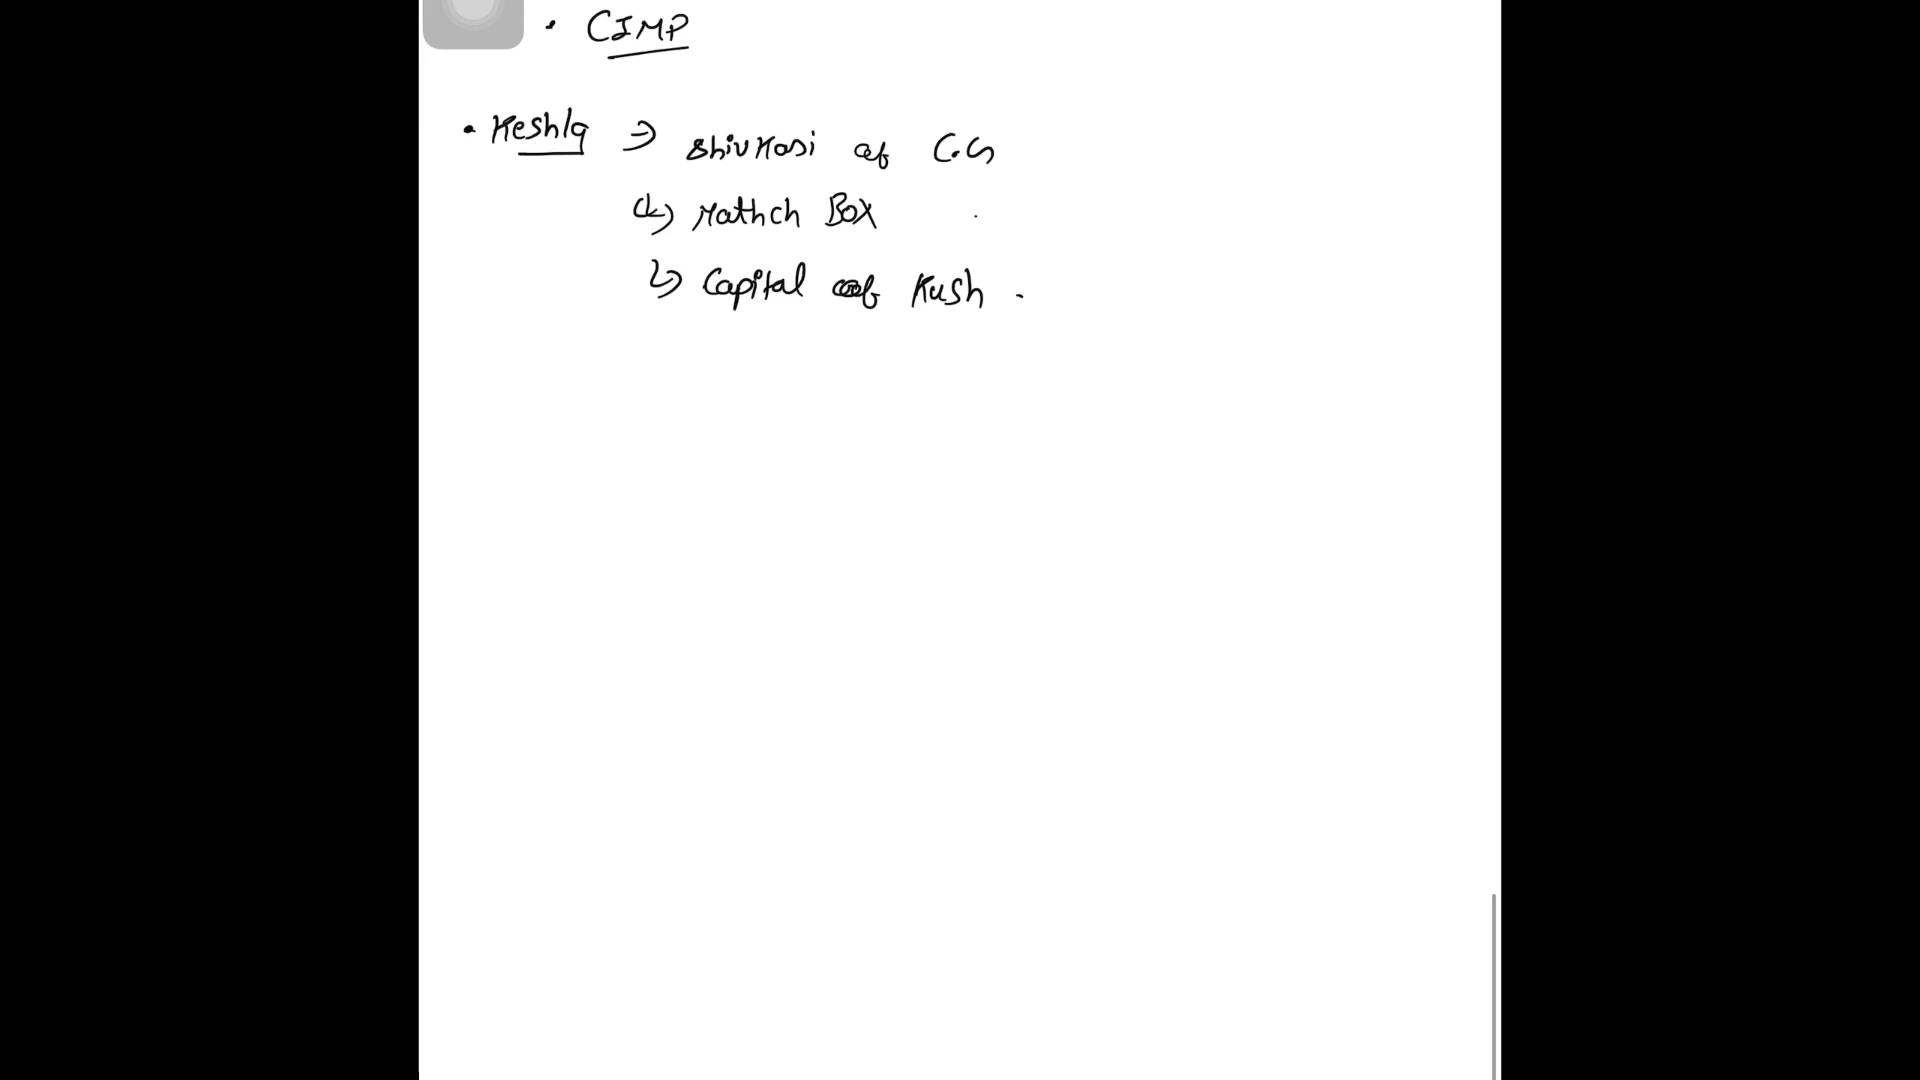 • CIMP
• Keshla ⇒ ShivKasi of C.G
↳ Mathch Box
↳ Capital of Kush .